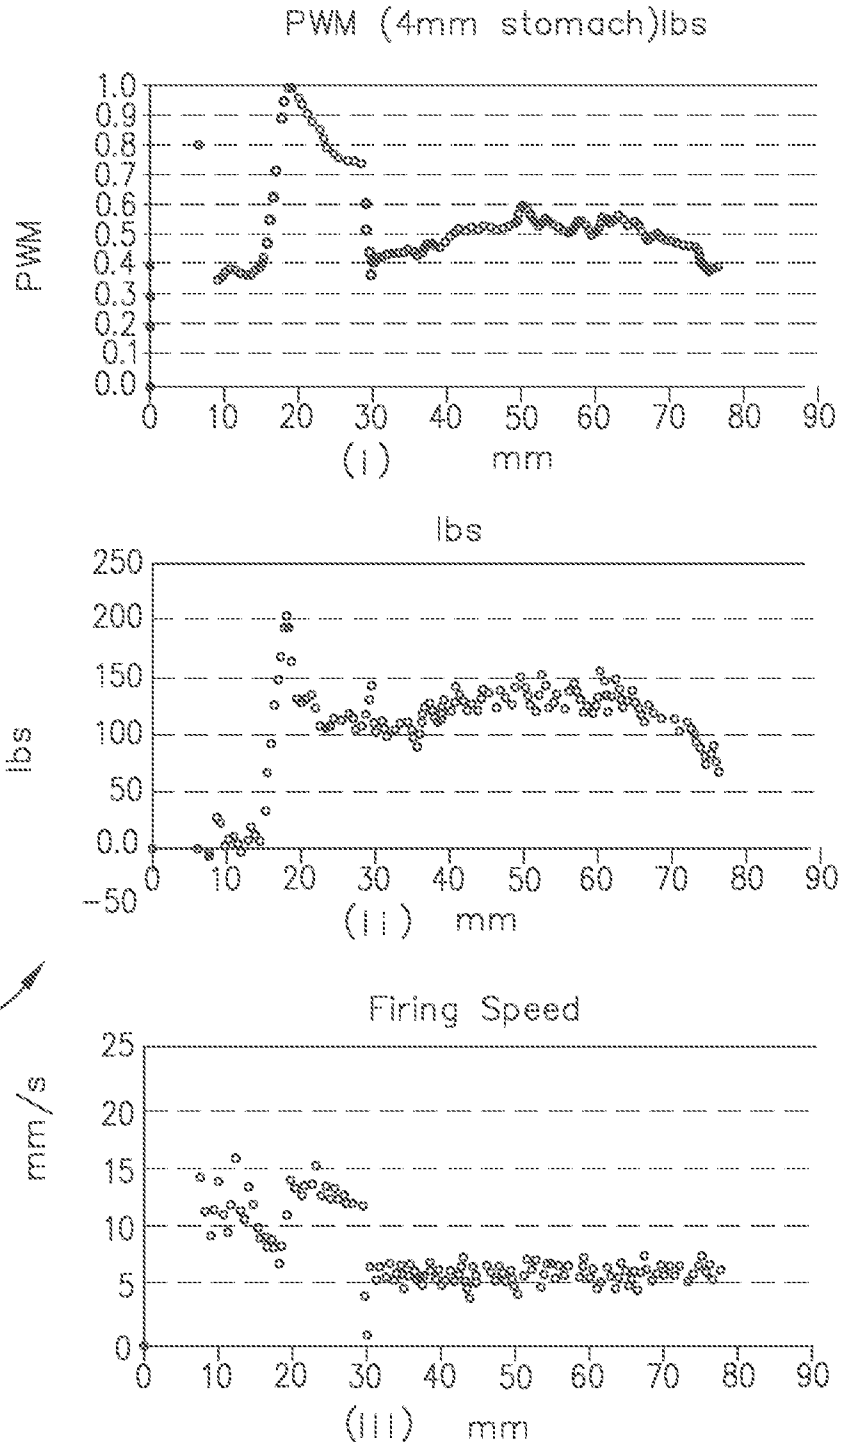 PWM (4mm stomach)lbs
PWM
1.0
0.9
0.8
0.7
0.6
0.5
0.4
0.3
0.2
0.1
0.0
0 10 20 30 40 50 60 70 80 90
(i) mm
lbs
lbs
250
200
150
100
50
0.0
-50
0 10 20 30 40 50 60 70 80 90
(ii) mm
Firing Speed
mm/s
25
20
15
10
5
0
0 10 20 30 40 50 60 70 80 90
(iii) mm